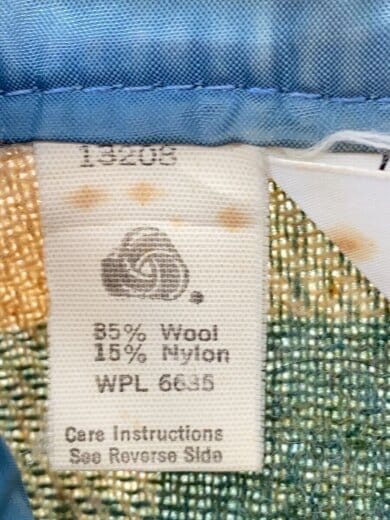 13208
85% Wool
15% Nylon
WPL 6635
Care Instructions
See Reverse Side